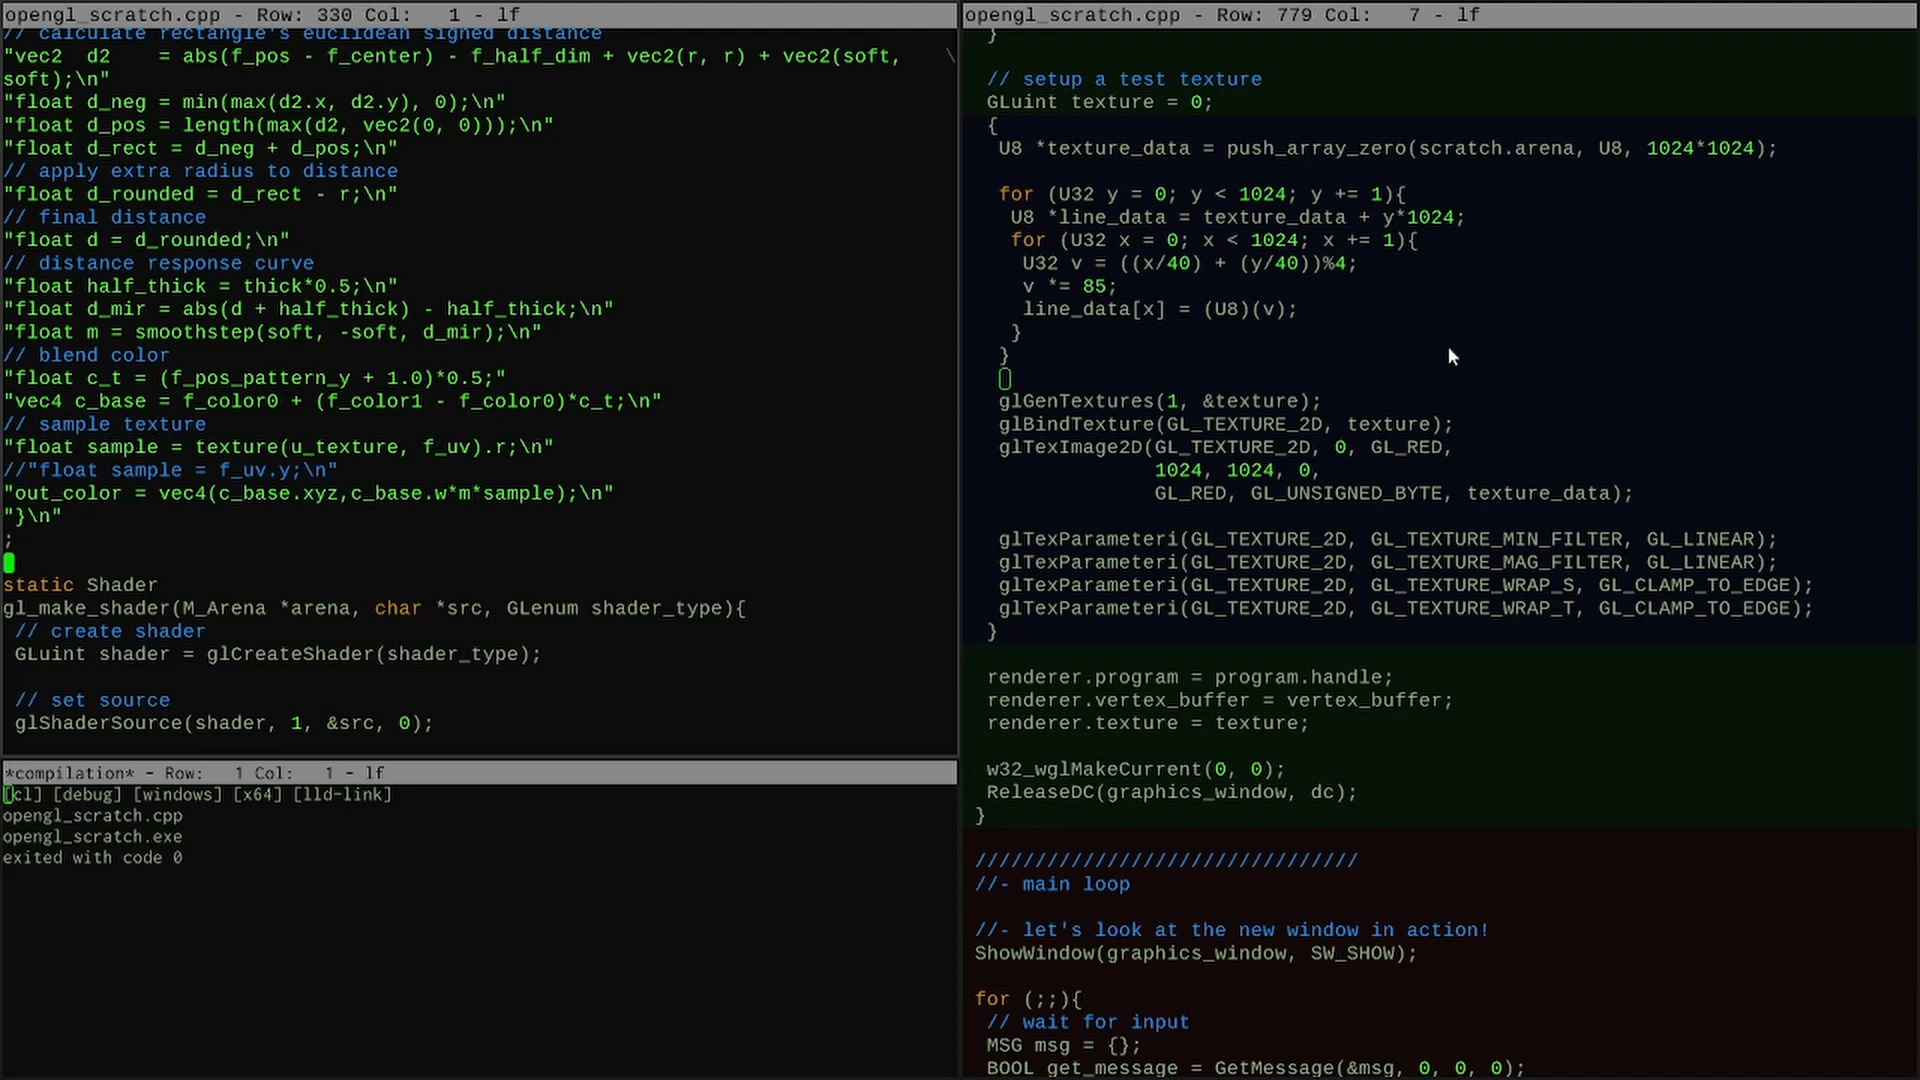 opengl_scratch.cpp - Row: 330 Col:   1 - lf
// calculate rectangle's euclidean signed distance
"vec2  d2    = abs(f_pos - f_center) - f_half_dim + vec2(r, r) + vec2(soft,    \
soft);\n"
"float d_neg = min(max(d2.x, d2.y), 0);\n"
"float d_pos = length(max(d2, vec2(0, 0)));\n"
"float d_rect = d_neg + d_pos;\n"
// apply extra radius to distance
"float d_rounded = d_rect - r;\n"
// final distance
"float d = d_rounded;\n"
// distance response curve
"float half_thick = thick*0.5;\n"
"float d_mir = abs(d + half_thick) - half_thick;\n"
"float m = smoothstep(soft, -soft, d_mir);\n"
// blend color
"float c_t = (f_pos_pattern_y + 1.0)*0.5;"
"vec4 c_base = f_color0 + (f_color1 - f_color0)*c_t;\n"
// sample texture
"float sample = texture(u_texture, f_uv).r;\n"
//"float sample = f_uv.y;\n"
"out_color = vec4(c_base.xyz,c_base.w*m*sample);\n"
"}\n"
;
static Shader
gl_make_shader(M_Arena *arena, char *src, GLenum shader_type){
// create shader
GLuint shader = glCreateShader(shader_type);
// set source
glShaderSource(shader, 1, &src, 0);
*compilation* - Row:   1 Col:   1 - lf
[cl] [debug] [windows] [x64] [lld-link]
opengl_scratch.cpp
opengl_scratch.exe
exited with code 0
opengl_scratch.cpp - Row: 779 Col:   7 - lf
}
// setup a test texture
GLuint texture = 0;
{
U8 *texture_data = push_array_zero(scratch.arena, U8, 1024*1024);
for (U32 y = 0; y < 1024; y += 1){
U8 *line_data = texture_data + y*1024;
for (U32 x = 0; x < 1024; x += 1){
U32 v = ((x/40) + (y/40))%4;
v *= 85;
line_data[x] = (U8)(v);
}
}
glGenTextures(1, &texture);
glBindTexture(GL_TEXTURE_2D, texture);
glTexImage2D(GL_TEXTURE_2D, 0, GL_RED,
1024, 1024, 0,
GL_RED, GL_UNSIGNED_BYTE, texture_data);
glTexParameteri(GL_TEXTURE_2D, GL_TEXTURE_MIN_FILTER, GL_LINEAR);
glTexParameteri(GL_TEXTURE_2D, GL_TEXTURE_MAG_FILTER, GL_LINEAR);
glTexParameteri(GL_TEXTURE_2D, GL_TEXTURE_WRAP_S, GL_CLAMP_TO_EDGE);
glTexParameteri(GL_TEXTURE_2D, GL_TEXTURE_WRAP_T, GL_CLAMP_TO_EDGE);
}
renderer.program = program.handle;
renderer.vertex_buffer = vertex_buffer;
renderer.texture = texture;
w32_wglMakeCurrent(0, 0);
ReleaseDC(graphics_window, dc);
}
////////////////////////////////
//- main loop
//- let's look at the new window in action!
ShowWindow(graphics_window, SW_SHOW);
for (;;){
// wait for input
MSG msg = {};
BOOL get_message = GetMessage(&msg, 0, 0, 0);